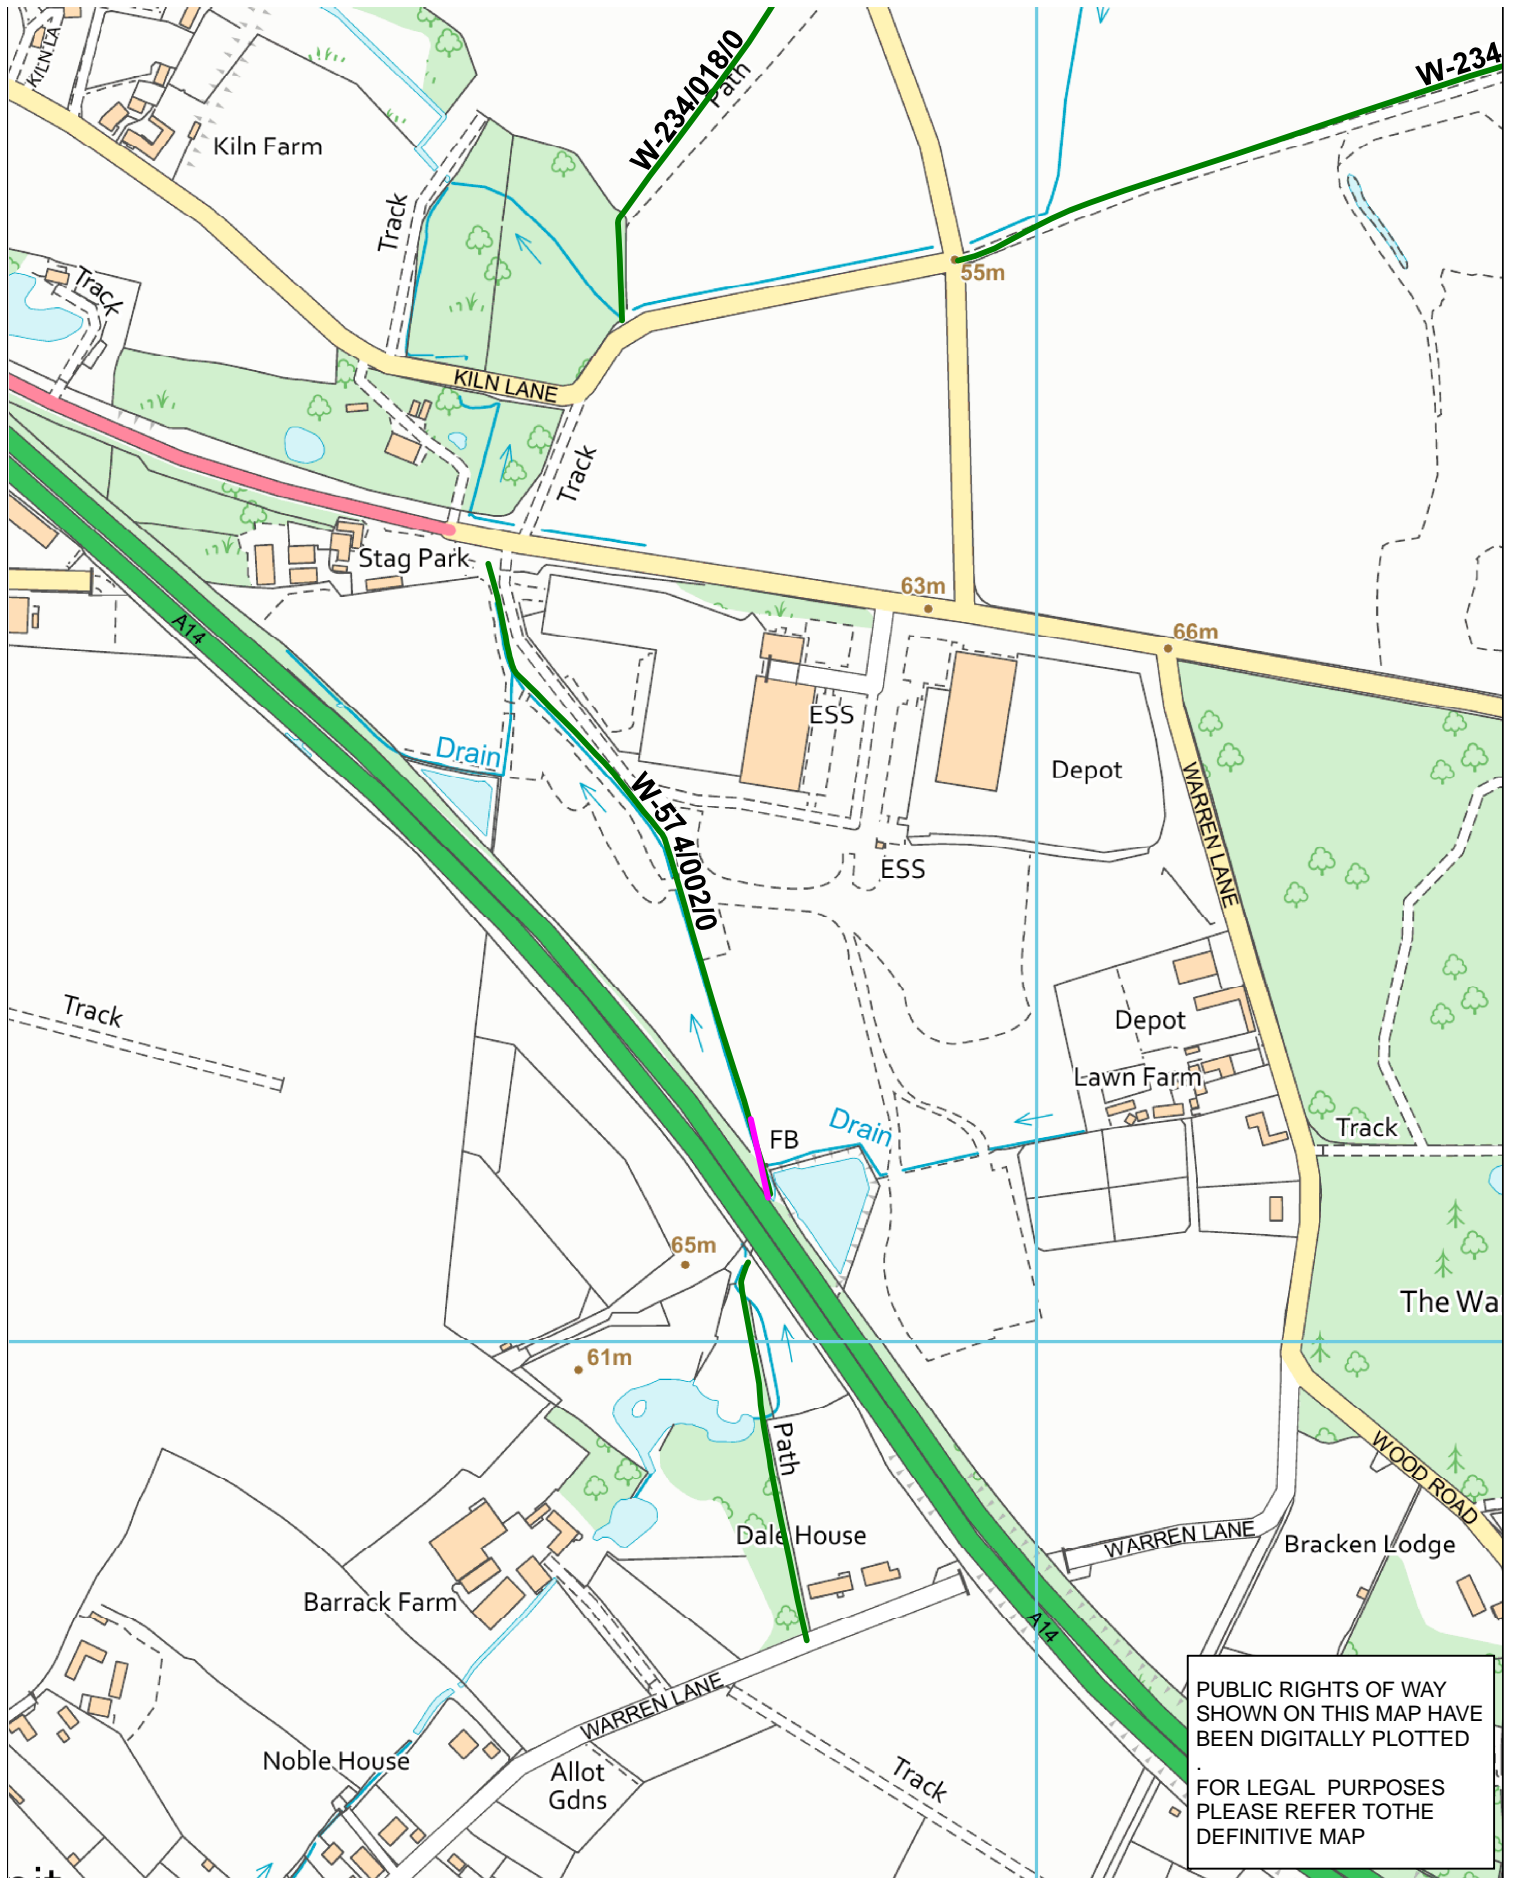 W-234/018/0
Path
W-234
KILN LA
Kiln Farm
Track
55m
Track
KILN LANE
Track
Stag Park
63m
66m
A14
ESS
Drain
Depot
WARREN LANE
W-574/002/0
ESS
Track
Depot
Lawn Farm
FB
Drain
Track
65m
The Wa
61m
Path
WOOD ROAD
Dale House
WARREN LANE
Bracken Lodge
Barrack Farm
A14
WARREN LANE
Noble House
Allot
Gdns
Track
PUBLIC RIGHTS OF WAY
SHOWN ON THIS MAP HAVE
BEEN DIGITALLY PLOTTED
.
FOR LEGAL PURPOSES
PLEASE REFER TOTHE
DEFINITIVE MAP